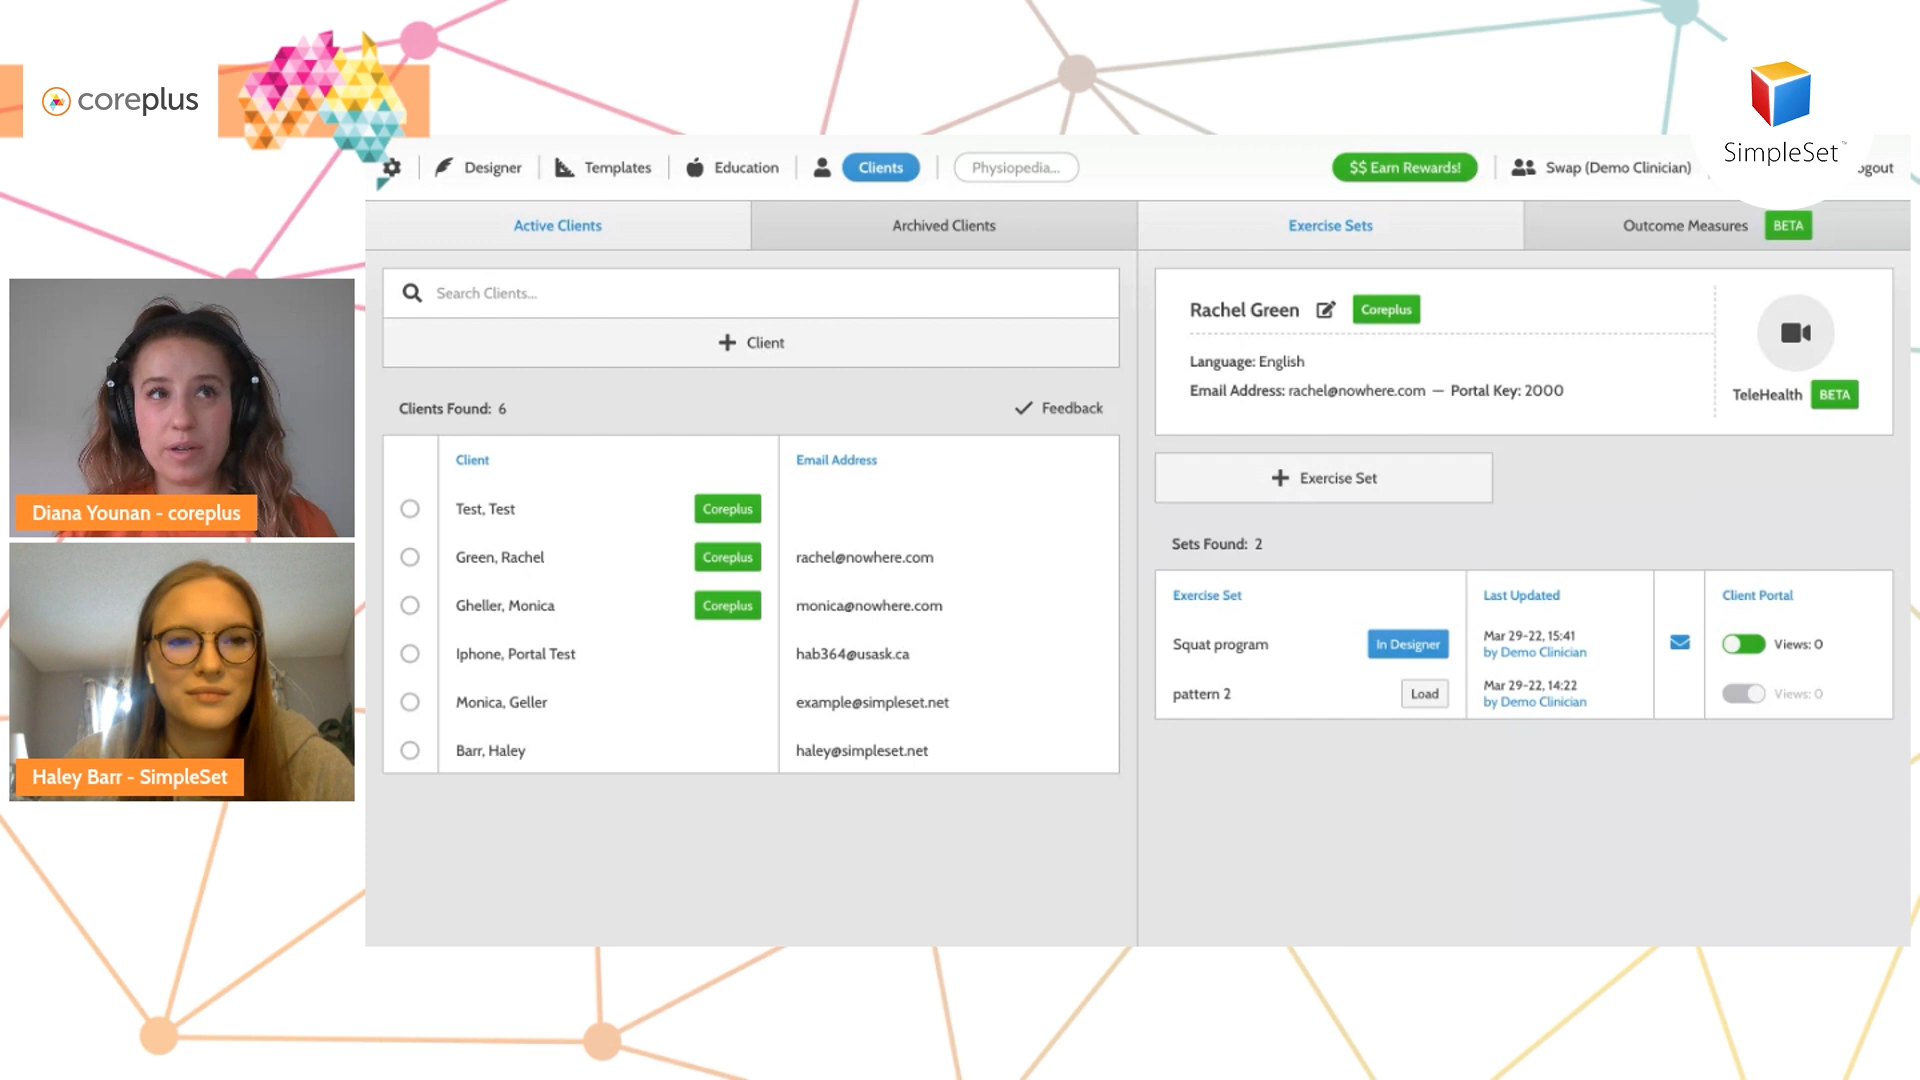 coreplus
SimpleSet™
Designer
Templates
Education
Clients
Physiopedia...
$$ Earn Rewards!
Swap (Demo Clinician)
ogout
Active Clients
Archived Clients
Exercise Sets
Outcome Measures BETA
Search Clients...
+ Client
Clients Found: 6
Feedback
Client
Email Address
Test, Test Coreplus
Green, Rachel Coreplus rachel@nowhere.com
Gheller, Monica Coreplus monica@nowhere.com
Iphone, Portal Test hab364@usask.ca
Monica, Geller example@simpleset.net
Barr, Haley haley@simpleset.net
Rachel Green Coreplus
Language: English
Email Address: rachel@nowhere.com — Portal Key: 2000
TeleHealth BETA
+ Exercise Set
Sets Found: 2
Exercise Set
Last Updated
Client Portal
Squat program In Designer
Mar 29-22, 15:41
by Demo Clinician
Views: 0
pattern 2 Load
Mar 29-22, 14:22
by Demo Clinician
Views: 0
Diana Younan - coreplus
Haley Barr - SimpleSet